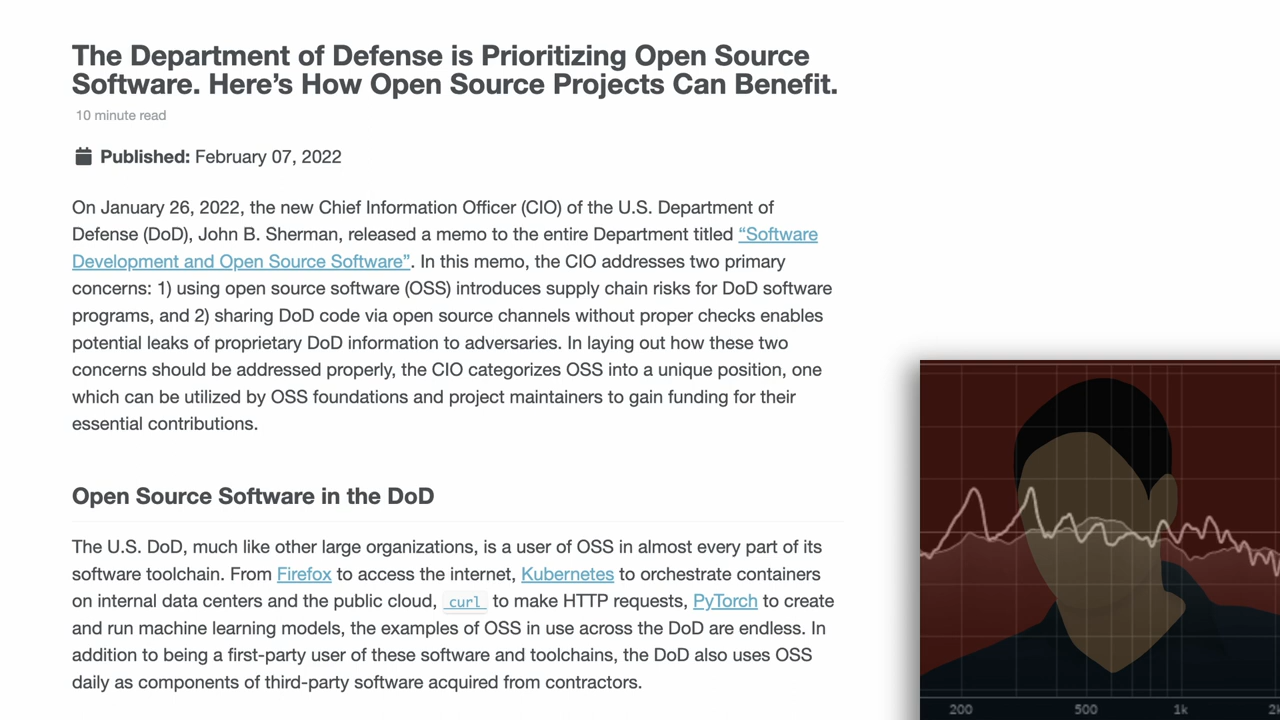 The Department of Defense is Prioritizing Open Source
Software. Here’s How Open Source Projects Can Benefit.
10 minute read
Published: February 07, 2022
On January 26, 2022, the new Chief Information Officer (CIO) of the U.S. Department of
Defense (DoD), John B. Sherman, released a memo to the entire Department titled “Software
Development and Open Source Software”. In this memo, the CIO addresses two primary
concerns: 1) using open source software (OSS) introduces supply chain risks for DoD software
programs, and 2) sharing DoD code via open source channels without proper checks enables
potential leaks of proprietary DoD information to adversaries. In laying out how these two
concerns should be addressed properly, the CIO categorizes OSS into a unique position, one
which can be utilized by OSS foundations and project maintainers to gain funding for their
essential contributions.
Open Source Software in the DoD
The U.S. DoD, much like other large organizations, is a user of OSS in almost every part of its
software toolchain. From Firefox to access the internet, Kubernetes to orchestrate containers
on internal data centers and the public cloud, curl to make HTTP requests, PyTorch to create
and run machine learning models, the examples of OSS in use across the DoD are endless. In
addition to being a first-party user of these software and toolchains, the DoD also uses OSS
daily as components of third-party software acquired from contractors.
200 500 1k